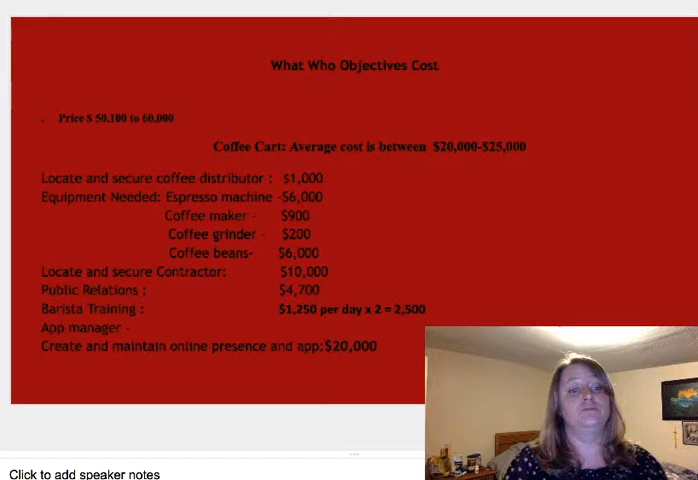 What Who Objectives Cost
. Price $ 50,100 to 60,000
Coffee Cart: Average cost is between $20,000-$25,000
Locate and secure coffee distributor : $1,000
Equipment Needed: Espresso machine -$6,000
Coffee maker - $900
Coffee grinder - $200
Coffee beans- $6,000
Locate and secure Contractor: $10,000
Public Relations : $4,700
Barista Training : $1,250 per day x 2 = 2,500
App manager -
Create and maintain online presence and app:$20,000
Click to add speaker notes